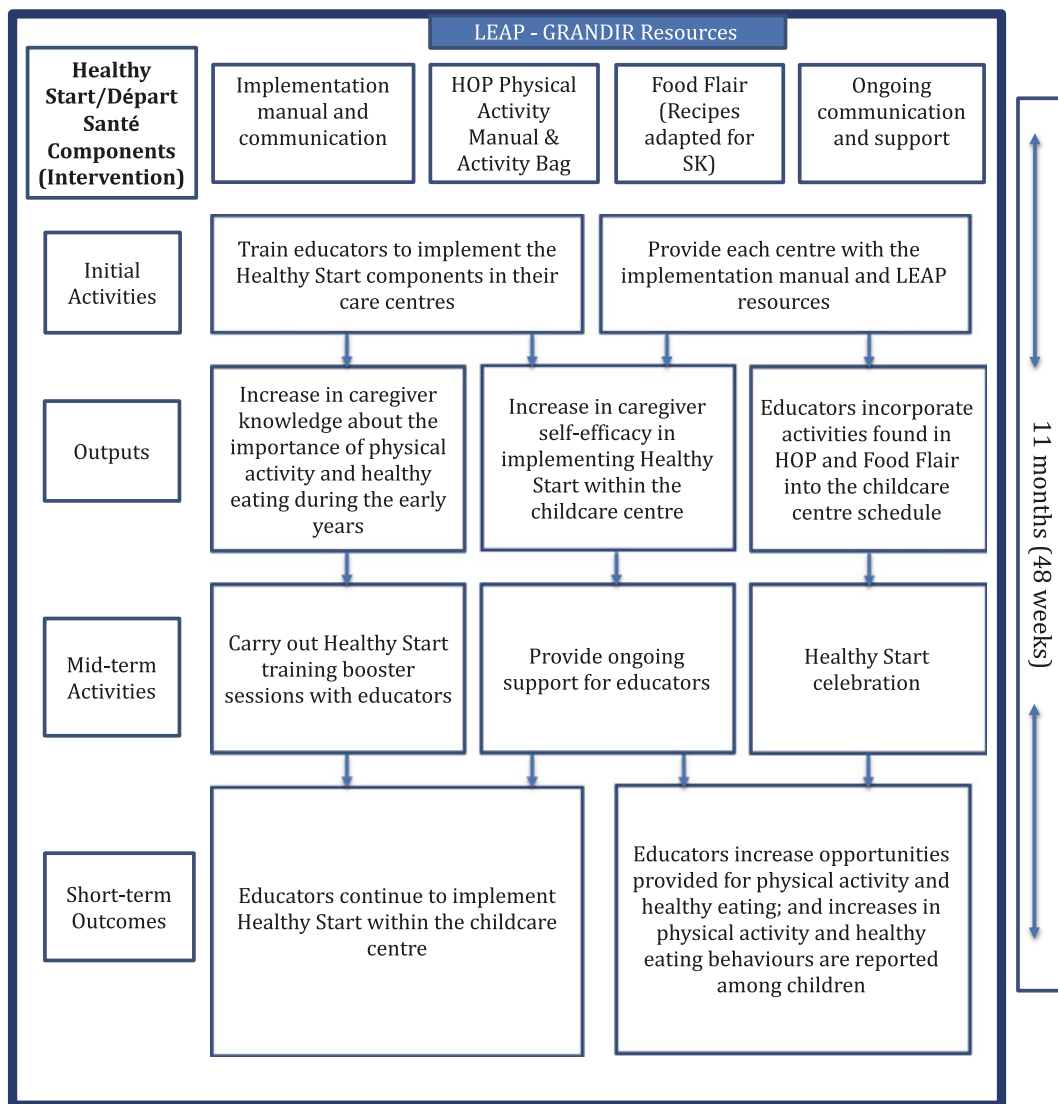 LEAP - GRANDIR Resources
Healthy
Start/Départ
Santé
Components
(Intervention)
Implementation
manual and
communication
HOP Physical
Activity
Manual &
Activity Bag
Food Flair
(Recipes
adapted for
SK)
Ongoing
communication
and support
Initial
Activities
Train educators to implement the
Healthy Start components in their
care centres
Provide each centre with the
implementation manual and LEAP
resources
Outputs
Increase in caregiver
knowledge about the
importance of physical
activity and healthy
eating during the early
years
Increase in caregiver
self-efficacy in
implementing Healthy
Start within the
childcare centre
Educators incorporate
activities found in
HOP and Food Flair
into the childcare
centre schedule
Mid-term
Activities
Carry out Healthy Start
training booster
sessions with educators
Provide ongoing
support for educators
Healthy Start
celebration
Short-term
Outcomes
Educators continue to implement
Healthy Start within the childcare
centre
Educators increase opportunities
provided for physical activity and
healthy eating; and increases in
physical activity and healthy
eating behaviours are reported
among children
11 months (48 weeks)